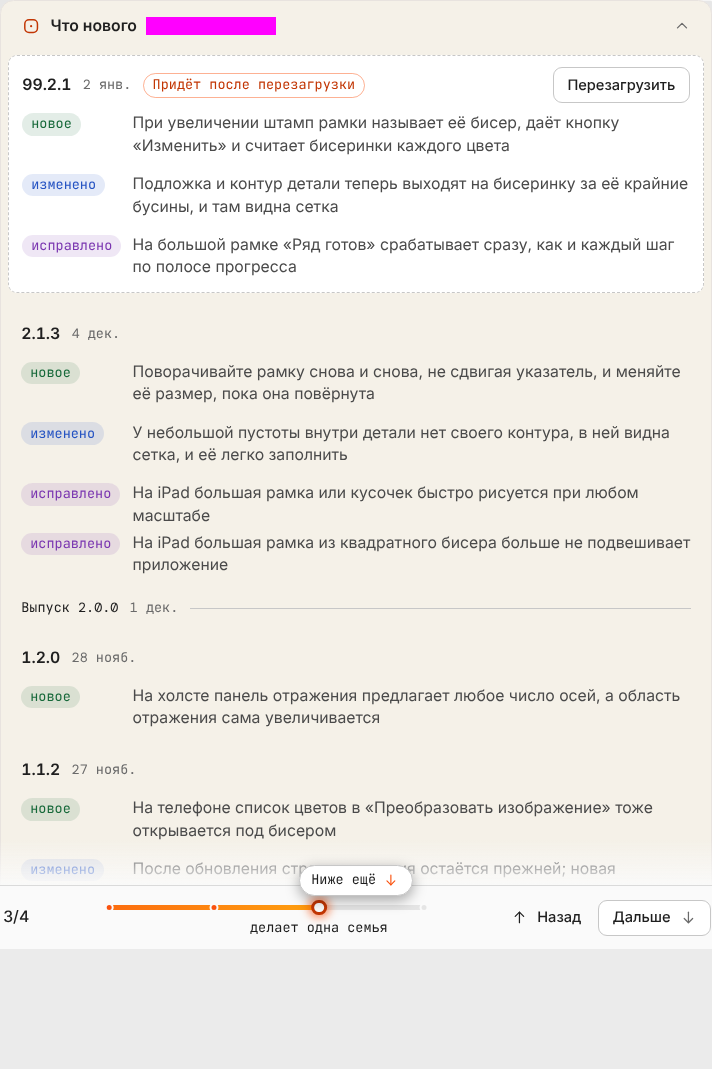 Что нового
99.2.1 2 янв. Придёт после перезагрузки Перезагрузить
новое При увеличении штамп рамки называет её бисер, даёт кнопку
«Изменить» и считает бисеринки каждого цвета
изменено Подложка и контур детали теперь выходят на бисеринку за её крайние
бусины, и там видна сетка
исправлено На большой рамке «Ряд готов» срабатывает сразу, как и каждый шаг
по полосе прогресса
2.1.3 4 дек.
новое Поворачивайте рамку снова и снова, не сдвигая указатель, и меняйте
её размер, пока она повёрнута
изменено У небольшой пустоты внутри детали нет своего контура, в ней видна
сетка, и её легко заполнить
исправлено На iPad большая рамка или кусочек быстро рисуется при любом
масштабе
исправлено На iPad большая рамка из квадратного бисера больше не подвешивает
приложение
Выпуск 2.0.0 1 дек.
1.2.0 28 нояб.
новое На холсте панель отражения предлагает любое число осей, а область
отражения сама увеличивается
1.1.2 27 нояб.
новое На телефоне список цветов в «Преобразовать изображение» тоже
открывается под бисером
изменено После обновления остаётся прежней; новая
Ниже ещё
3/4 делает одна семья Назад Дальше